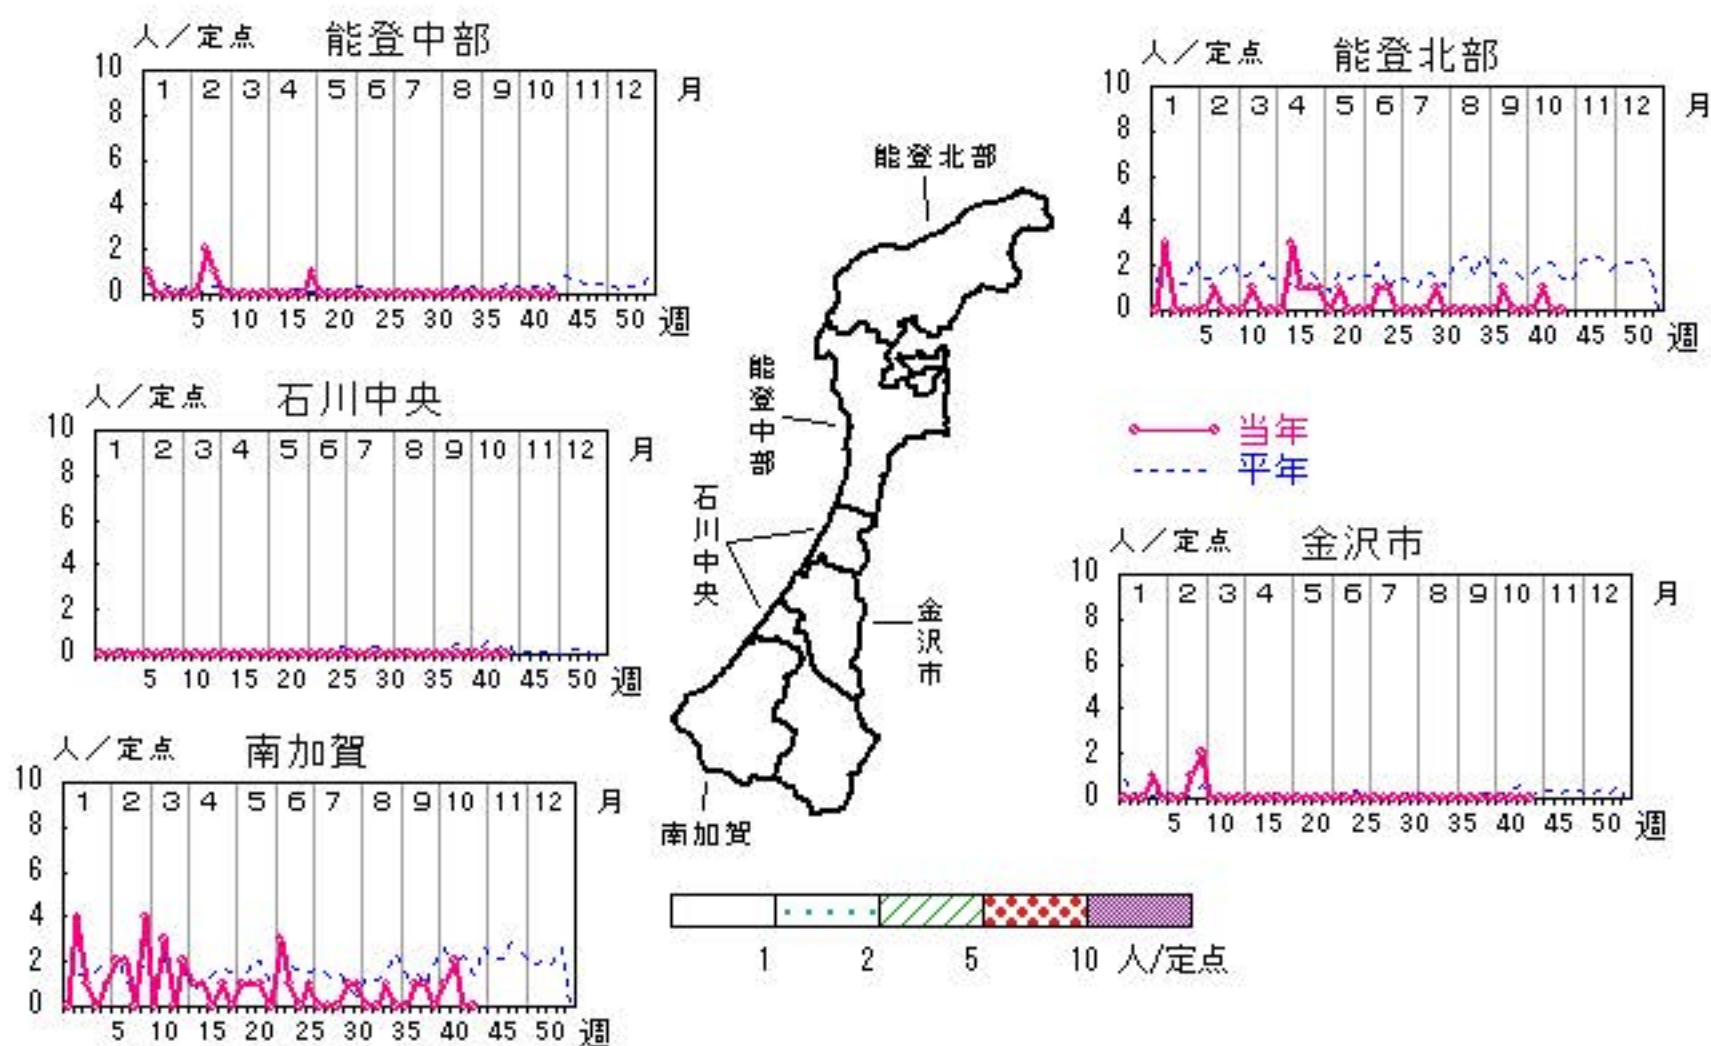 人／定点 能登中部
10 8 6 4 2 0
1 2 3 4 5 6 7 8 9 10 11 12 月
5 10 15 20 25 30 35 40 45 50 週
人／定点 能登北部
10 8 6 4 2 0
1 2 3 4 5 6 7 8 9 10 11 12 月
5 10 15 20 25 30 35 40 45 50 週
能登北部
能登中部
石川中央
金沢市
南加賀
人／定点 石川中央
10 8 6 4 2 0
1 2 3 4 5 6 7 8 9 10 11 12 月
5 10 15 20 25 30 35 40 45 50 週
当年
平年
人／定点 金沢市
10 8 6 4 2 0
1 2 3 4 5 6 7 8 9 10 11 12 月
5 10 15 20 25 30 35 40 45 50 週
人／定点 南加賀
10 8 6 4 2 0
1 2 3 4 5 6 7 8 9 10 11 12 月
5 10 15 20 25 30 35 40 45 50 週
1 2 5 10 人/定点